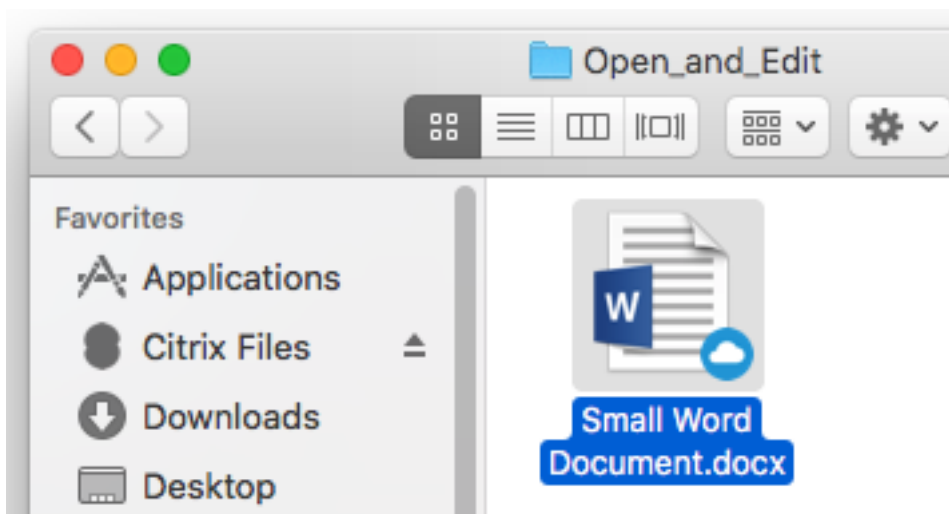 Open_and_Edit
Favorites
Applications
Citrix Files
Downloads
Desktop
W
Small Word
Document.docx